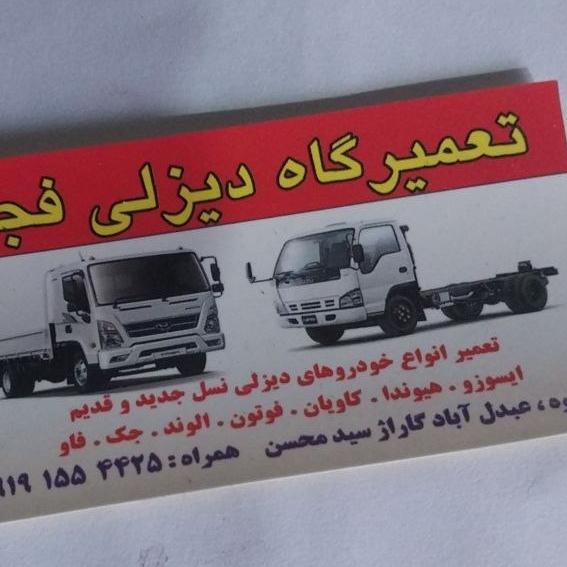 تعمیرگاه دیزلی
تعمیر انواع خودروهای دیزلی نسل جدید و قدیم
ایسوزو . هیوندا . کاویان . فوتون . الوند . جک . فاو
عبدل آباد گاراژ سید محسن همراه : ۴۴۲۵ ۱۵۵